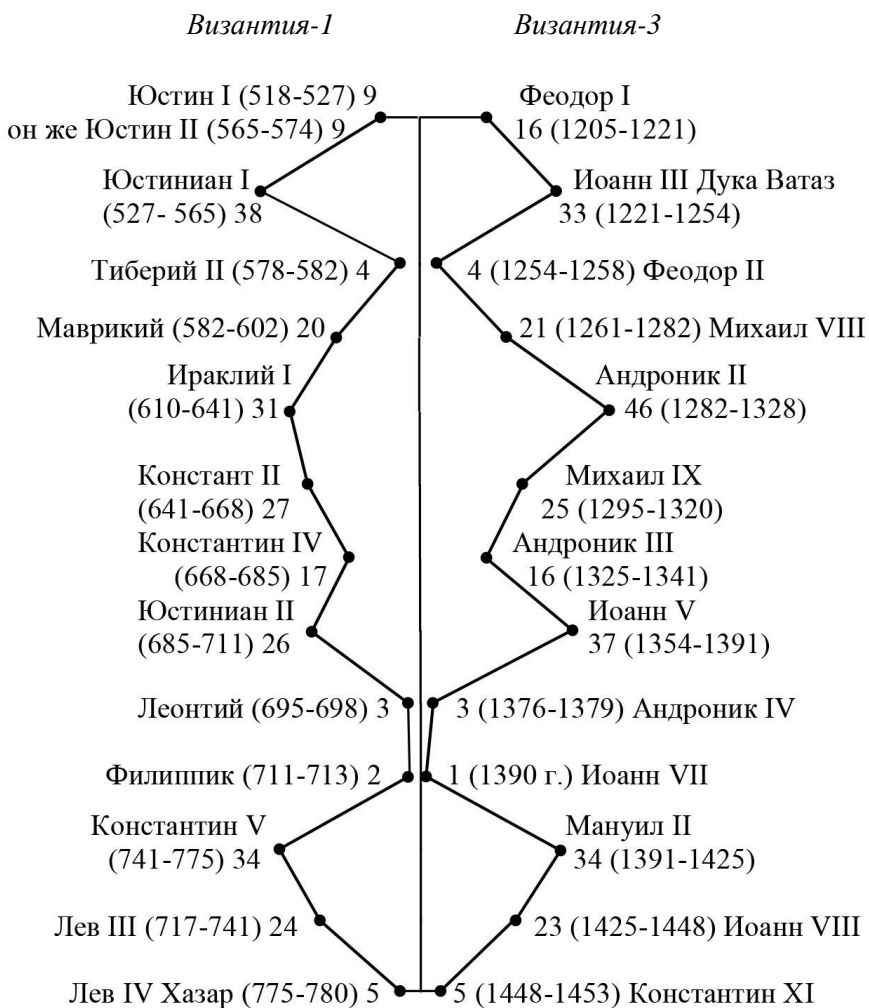 Византия-1
Византия-3
Юстин I (518-527) 9
он же Юстин II (565-574) 9
Феодор I
16 (1205-1221)
Юстиниан I
(527- 565) 38
Иоанн III Дука Ватаз
33 (1221-1254)
Тиберий II (578-582) 4
4 (1254-1258) Феодор II
Маврикий (582-602) 20
21 (1261-1282) Михаил VIII
Ираклий I
(610-641) 31
Андроник II
46 (1282-1328)
Констант II
(641-668) 27
Михаил IX
25 (1295-1320)
Константин IV
(668-685) 17
Андроник III
16 (1325-1341)
Юстиниан II
(685-711) 26
Иоанн V
37 (1354-1391)
Леонтий (695-698) 3
3 (1376-1379) Андроник IV
Филиппик (711-713) 2
1 (1390 г.) Иоанн VII
Константин V
(741-775) 34
Мануил II
34 (1391-1425)
Лев III (717-741) 24
23 (1425-1448) Иоанн VIII
Лев IV Хазар (775-780) 5
5 (1448-1453) Константин XI